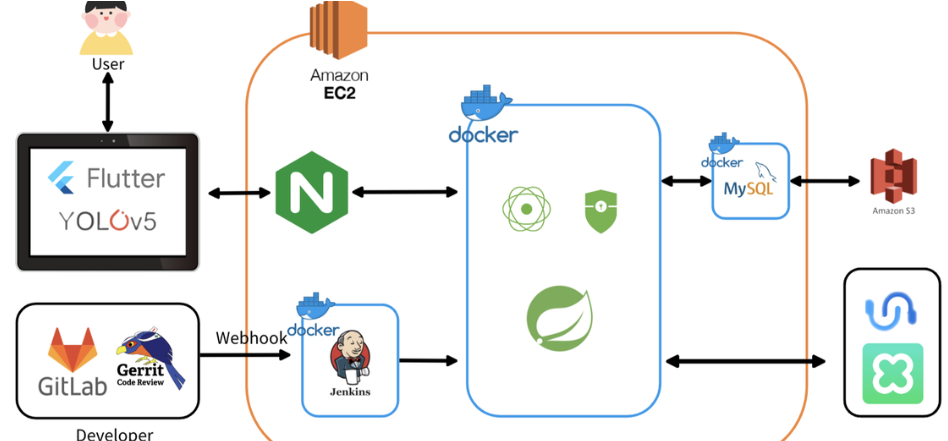 User
Amazon
EC2
docker
Flutter
YOLOv5
N
docker
MySQL
Amazon S3
Webhook
docker
GitLab
Gerrit
Code Review
Jenkins
Developer